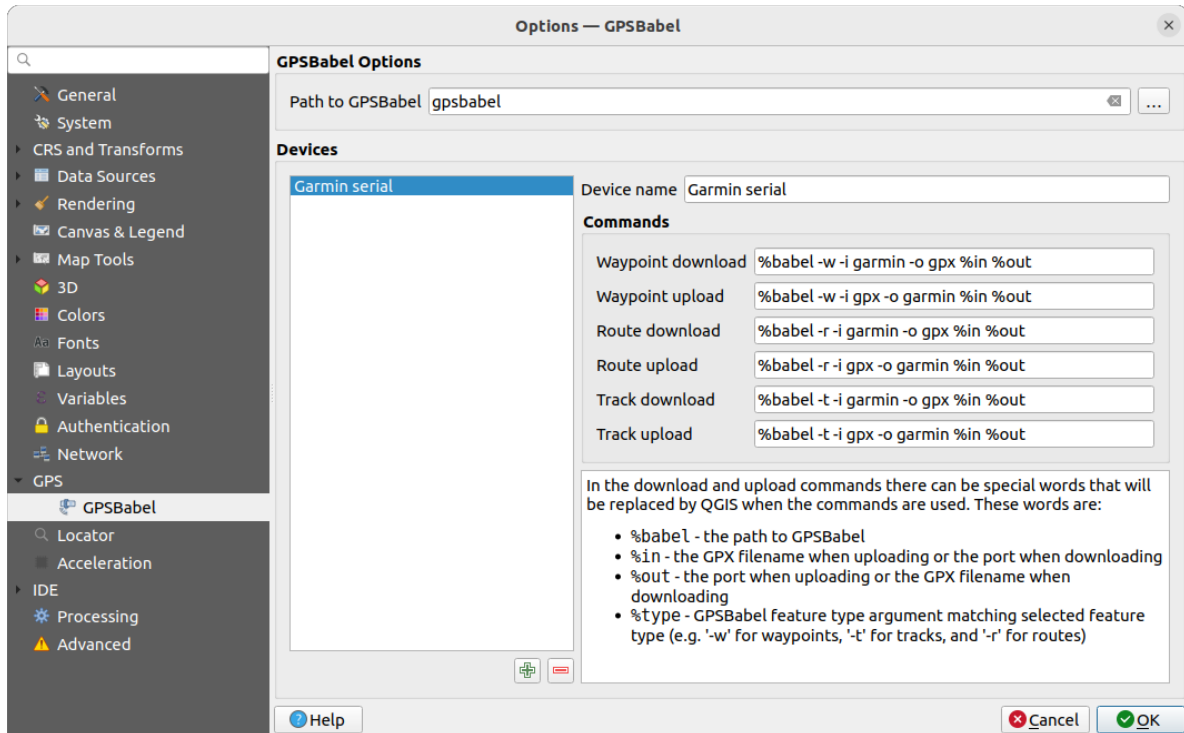 Options — GPSBabel
General
System
CRS and Transforms
Data Sources
Rendering
Canvas & Legend
Map Tools
3D
Colors
Aa Fonts
Layouts
Variables
Authentication
Network
GPS
GPSBabel
Locator
Acceleration
IDE
Processing
Advanced
GPSBabel Options
Path to GPSBabel gpsbabel ...
Devices
Garmin serial
Device name Garmin serial
Commands
Waypoint download %babel -w -i garmin -o gpx %in %out
Waypoint upload %babel -w -i gpx -o garmin %in %out
Route download %babel -r -i garmin -o gpx %in %out
Route upload %babel -r -i gpx -o garmin %in %out
Track download %babel -t -i garmin -o gpx %in %out
Track upload %babel -t -i gpx -o garmin %in %out
In the download and upload commands there can be special words that will
be replaced by QGIS when the commands are used. These words are:
• %babel - the path to GPSBabel
• %in - the GPX filename when uploading or the port when downloading
• %out - the port when uploading or the GPX filename when
downloading
• %type - GPSBabel feature type argument matching selected feature
type (e.g. '-w' for waypoints, '-t' for tracks, and '-r' for routes)
Help
Cancel
OK